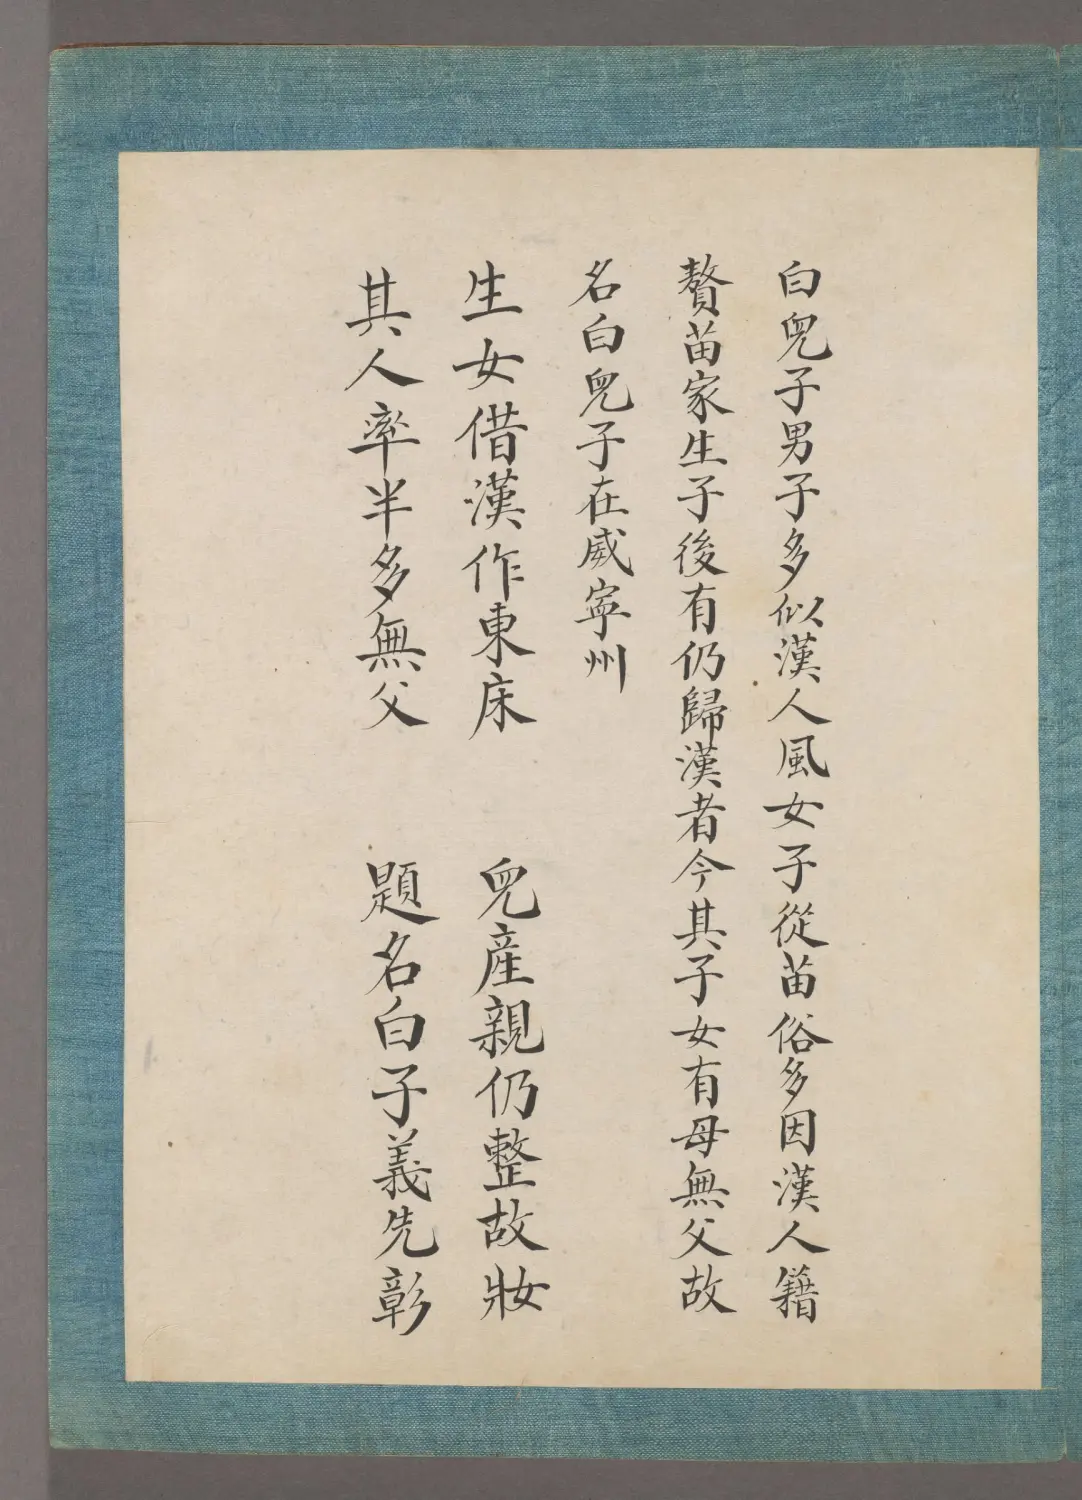 白兒子男子多似漢人風女子從苗俗多因漢人籍
贅苗家生子後有仍歸漢者今其子女有母無父故
名白兒子在威寧州
生女借漢作東床
兒產親仍整故妝
其人率半多無父
題名白子義先彰